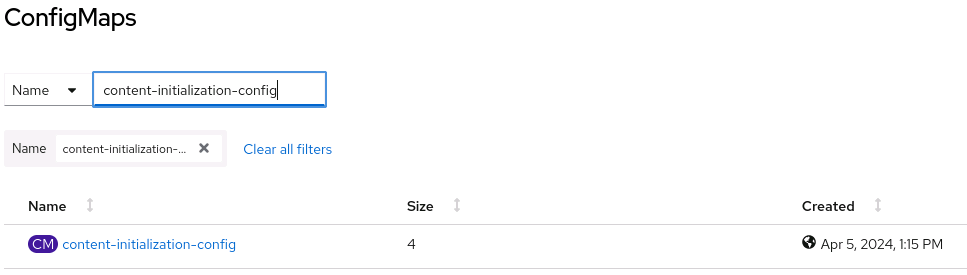 ConfigMaps
Name content-initialization-config
Name content-initialization-... Clear all filters
Name Size Created
CM content-initialization-config 4 Apr 5, 2024, 1:15 PM